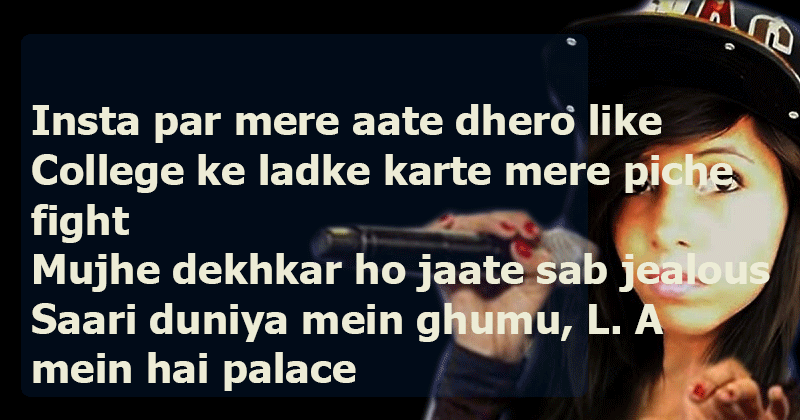 Insta par mere aate dhero like
College ke ladke karte mere piche
fight
Mujhe dekhkar ho jaate sab jealous
Saari duniya mein ghumu, L. A
mein hai palace